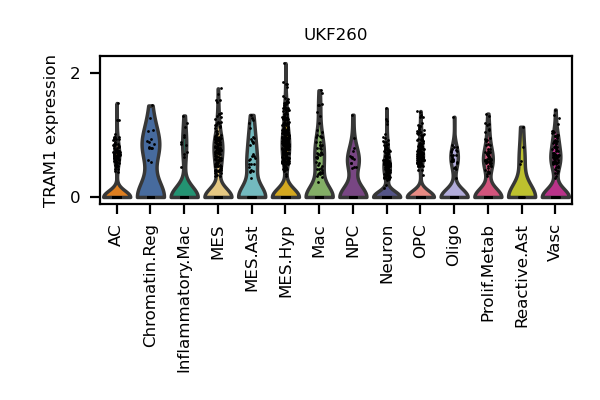 UKF260
TRAM1 expression
2
0
AC
Chromatin.Reg
Inflammatory.Mac
MES
MES.Ast
MES.Hyp
Mac
NPC
Neuron
OPC
Oligo
Prolif.Metab
Reactive.Ast
Vasc